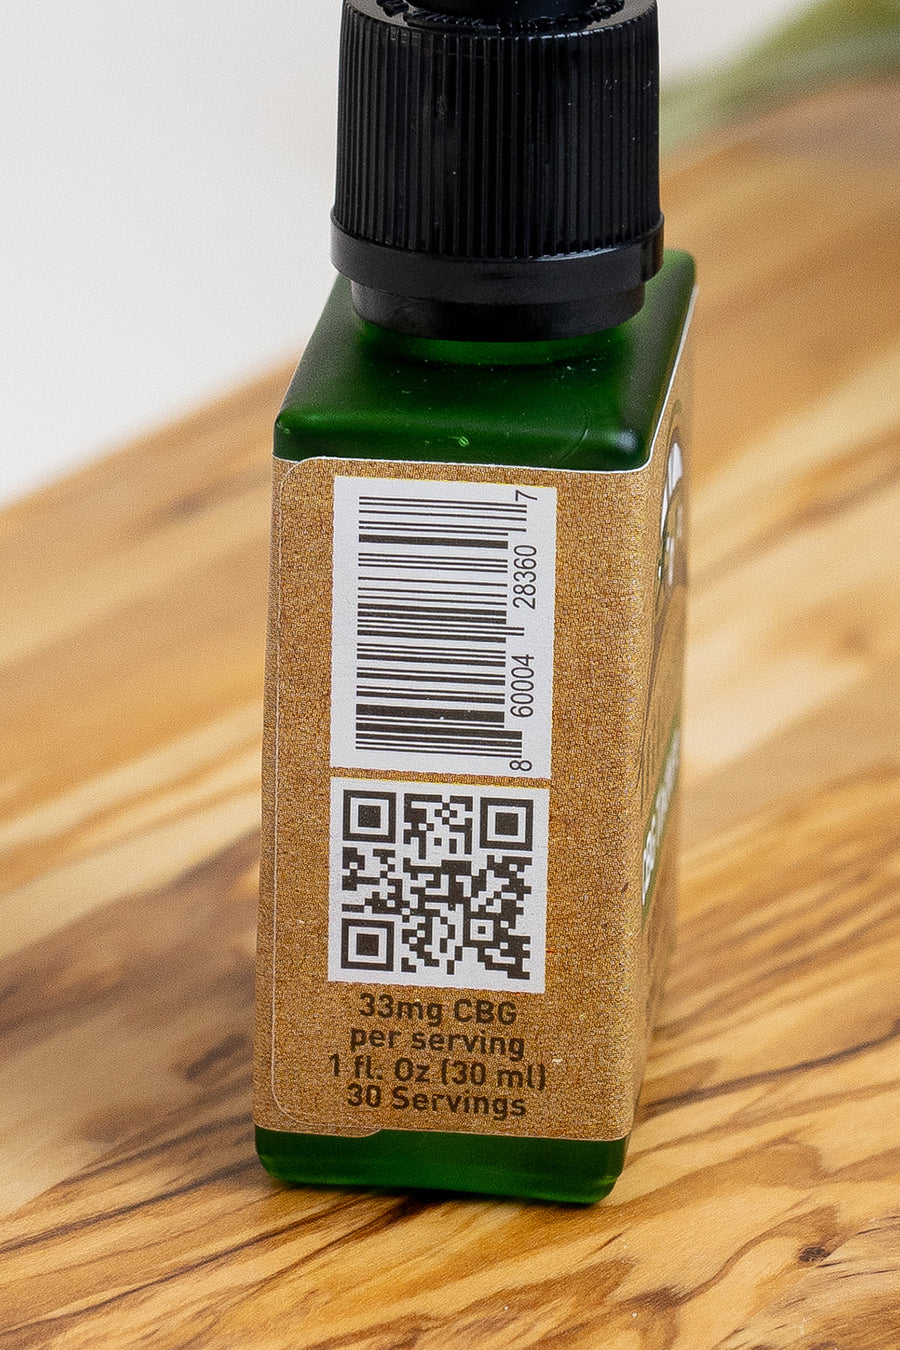 8 60004 28360 7
33mg CBG
per serving
1 fl. Oz (30 ml)
30 Servings